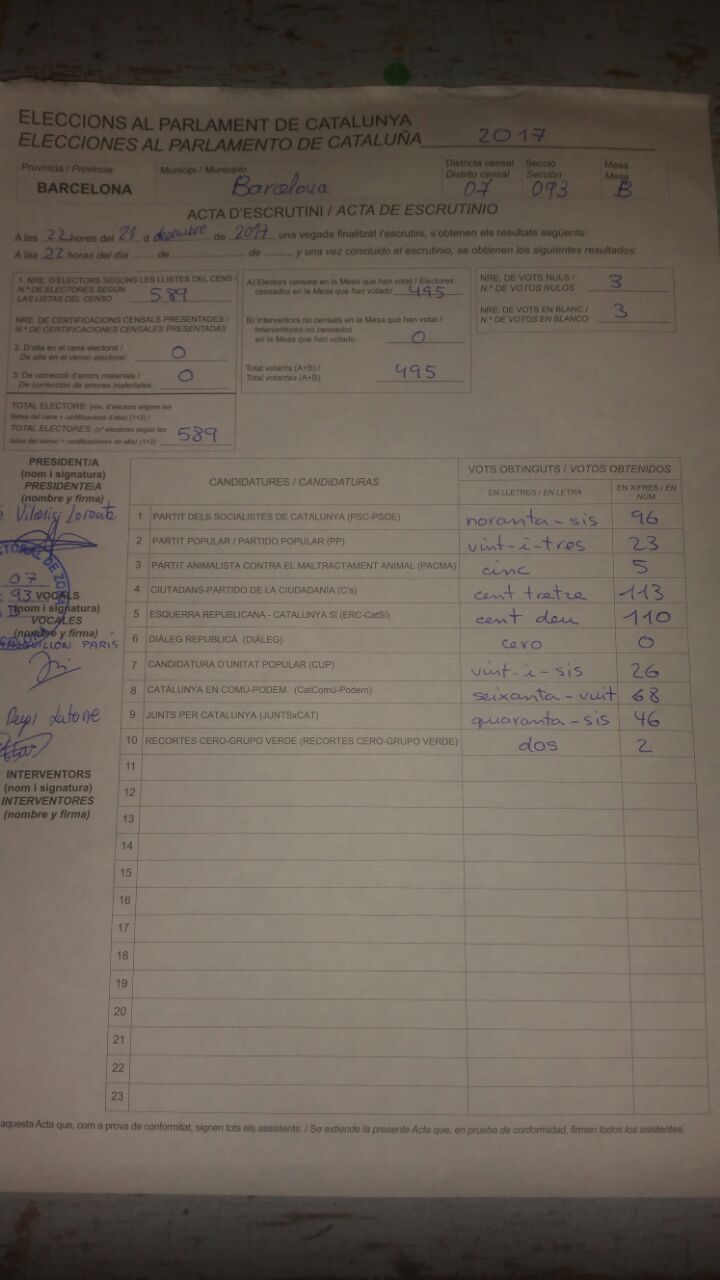 ELECCIONS AL PARLAMENT DE CATALUNYA
ELECCIONES AL PARLAMENTO DE CATALUÑA 2017
Provincia / Provincia Municipi / Municipio Districte censal Secció Mesa
Distrito censal Sección Mesa
BARCELONA Barcelona 07 093 B
ACTA D'ESCRUTINI / ACTA DE ESCRUTINIO
A les 22 hores del 21 d desembre de 2017, una vegada finalitzat l'escrutini, s'obtenen els resultats següents:
A las 22 horas del día ...... de ........................ de ......... y una vez concluido el escrutinio, se obtienen los siguientes resultados:
1. NRE. D'ELECTORS SEGONS LES LLISTES DEL CENS /
N.º DE ELECTORES SEGÚN
LAS LISTAS DEL CENSO 589
NRE. DE CERTIFICACIONS CENSALS PRESENTADES /
N.º DE CERTIFICACIONES CENSALES PRESENTADAS
2. D'alta en el cens electoral /
De alta en el censo electoral: 0
3. De correcció d'errors materials /
De corrección de errores materiales: 0
TOTAL ELECTORS: (nre. d'electors segons les
llistes del cens + certificacions d'alta) (1+2) /
TOTAL ELECTORES: (nº electores según las
listas del censo + certificaciones de alta) (1+2) 589
A) Electors censats en la Mesa que han votat / Electores
censados en la Mesa que han votado 495
B) Interventors no censats en la Mesa que han votat /
Interventores no censados
en la Mesa que han votado 0
Total votants (A+B) /
Total votantes (A+B) 495
NRE. DE VOTS NULS /
N.º DE VOTOS NULOS 3
NRE. DE VOTS EN BLANC /
N.º DE VOTOS EN BLANCO 3
PRESIDENT/A
(nom i signatura)
PRESIDENTE/A
(nombre y firma)
Lorente
07
93
VOCALS
(nom i signatura)
VOCALES
(nombre y firma)
PARÍS
Latorre
INTERVENTORS
(nom i signatura)
INTERVENTORES
(nombre y firma)
CANDIDATURES / CANDIDATURAS VOTS OBTINGUTS / VOTOS OBTENIDOS
EN LLETRES / EN LETRA EN XIFRES / EN NÚM.
1 PARTIT DELS SOCIALISTES DE CATALUNYA (PSC-PSOE) noranta-sis 96
2 PARTIT POPULAR / PARTIDO POPULAR (PP) vint-i-tres 23
3 PARTIT ANIMALISTA CONTRA EL MALTRACTAMENT ANIMAL (PACMA) cinc 5
4 CIUTADANS-PARTIDO DE LA CIUDADANÍA (C's) cent tretze 113
5 ESQUERRA REPUBLICANA - CATALUNYA SÍ (ERC-CatSí) cent deu 110
6 DIÀLEG REPUBLICÀ (DIÀLEG) cero 0
7 CANDIDATURA D'UNITAT POPULAR (CUP) vint-i-sis 26
8 CATALUNYA EN COMÚ-PODEM (CatComú-Podem) seixanta-vuit 68
9 JUNTS PER CATALUNYA (JUNTSxCAT) quaranta-sis 46
10 RECORTES CERO-GRUPO VERDE (RECORTES CERO-GRUPO VERDE) dos 2
11
12
13
14
15
16
17
18
19
20
21
22
23
aquesta Acta que, com a prova de conformitat, signen tots els assistents. / Se extiende la presente Acta que, en prueba de conformidad, firman todos los asistentes.